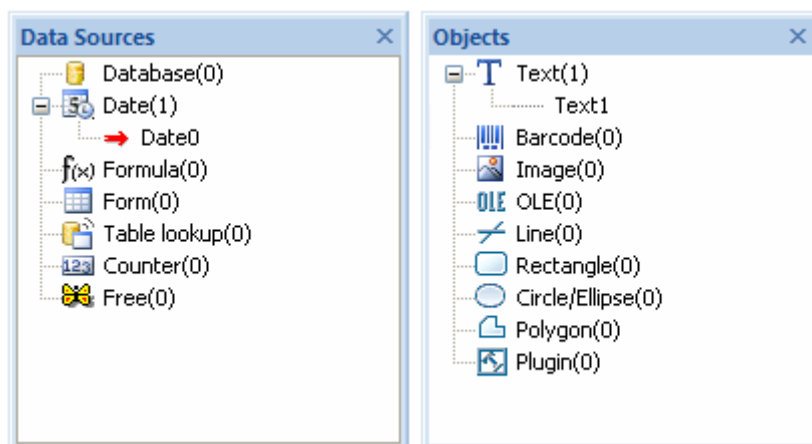 Data Sources
Database(0)
Date(1)
Date0
f(x) Formula(0)
Form(0)
Table lookup(0)
123 Counter(0)
Free(0)
Objects
T Text(1)
Text1
Barcode(0)
Image(0)
OLE OLE(0)
Line(0)
Rectangle(0)
Circle/Ellipse(0)
Polygon(0)
Plugin(0)